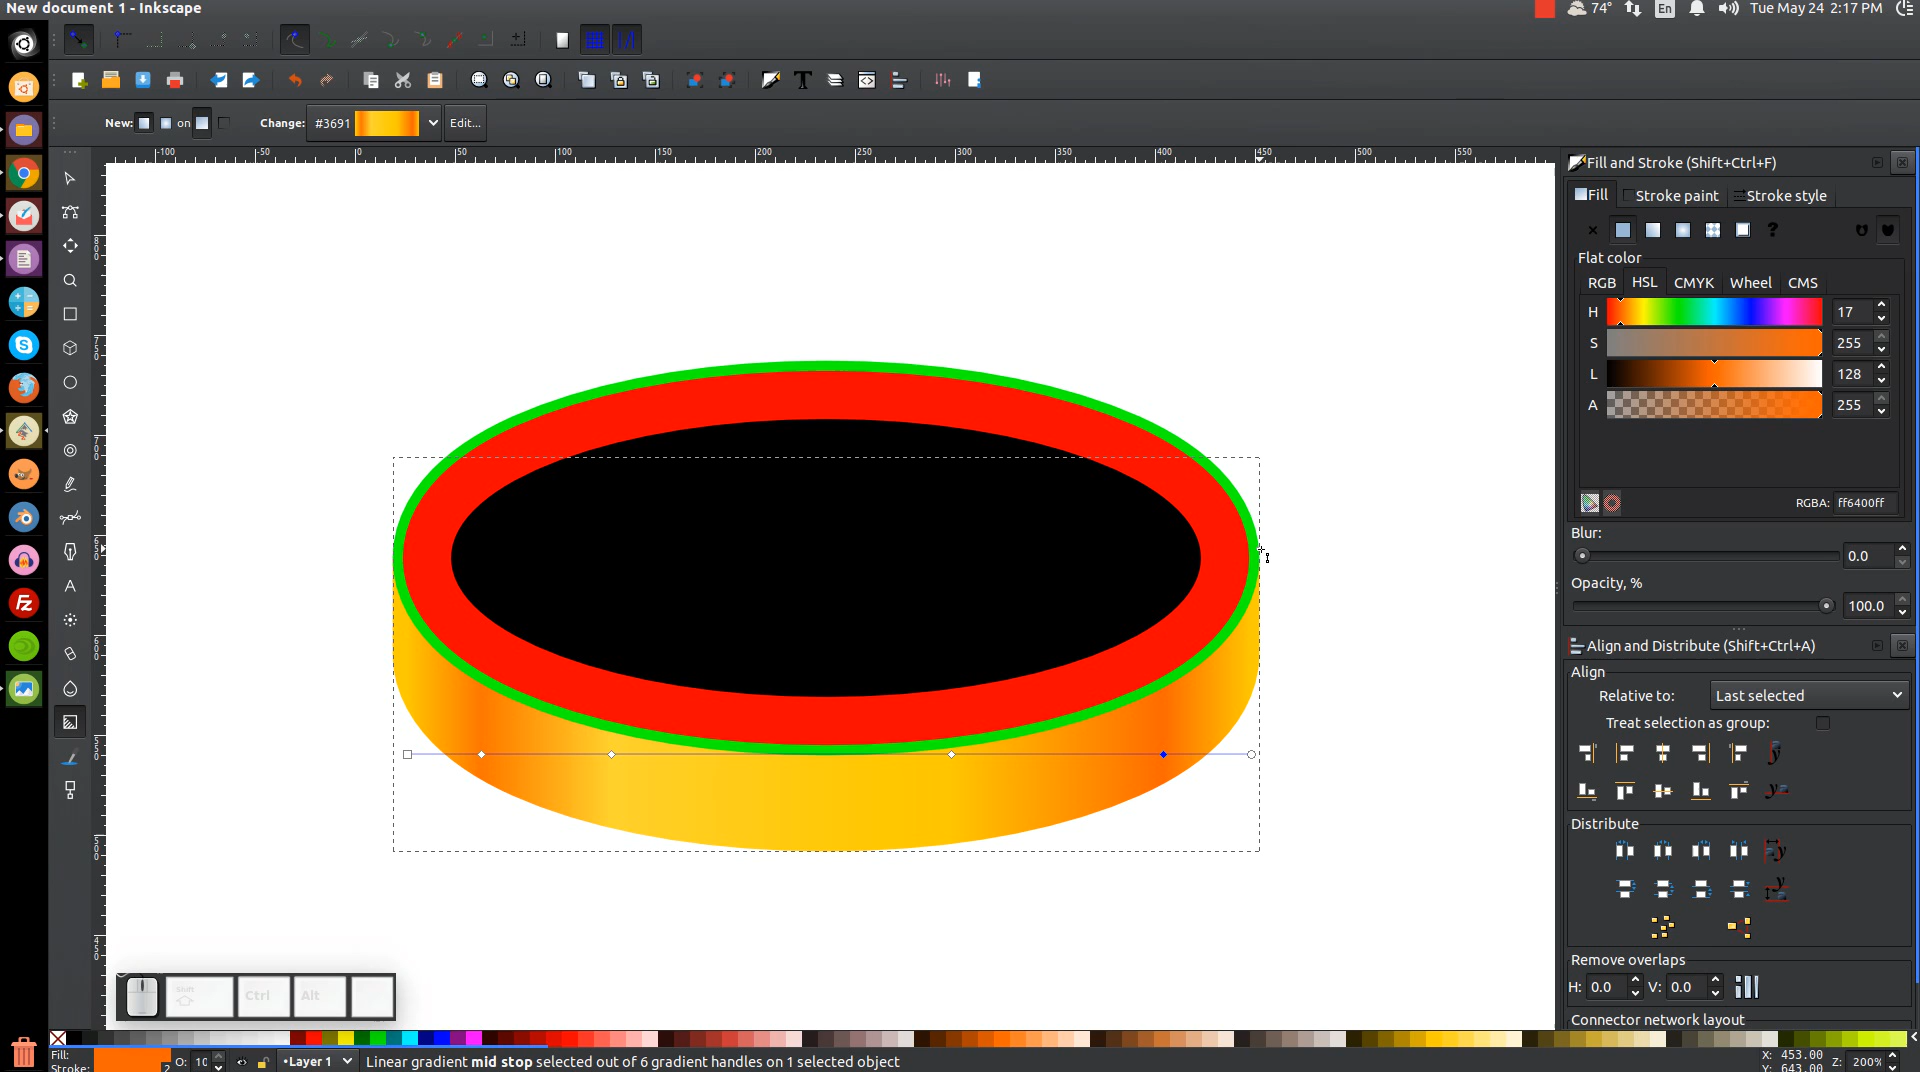 New document 1 - Inkscape
74°
En
Tue May 24 2:17 PM
New:
on
Change:
#3691
Edit...
-100
-50
0
50
100
150
200
250
300
350
400
450
500
550
Fill and Stroke (Shift+Ctrl+F)
Fill
Stroke paint
Stroke style
?
Flat color
RGB
HSL
CMYK
Wheel
CMS
H
17
S
255
L
128
A
255
RGBA:
ff6400ff
Blur:
0.0
Opacity, %
100.0
Align and Distribute (Shift+Ctrl+A)
Align
Relative to:
Last selected
Treat selection as group:
Distribute
Remove overlaps
H:
0.0
V:
0.0
Connector network layout
Shift
Ctrl
Alt
Fill:
Stroke:
2
O:
10
•Layer 1
Linear gradient mid stop selected out of 6 gradient handles on 1 selected object
X: 453.00
Y: 643.00
Z:
200%